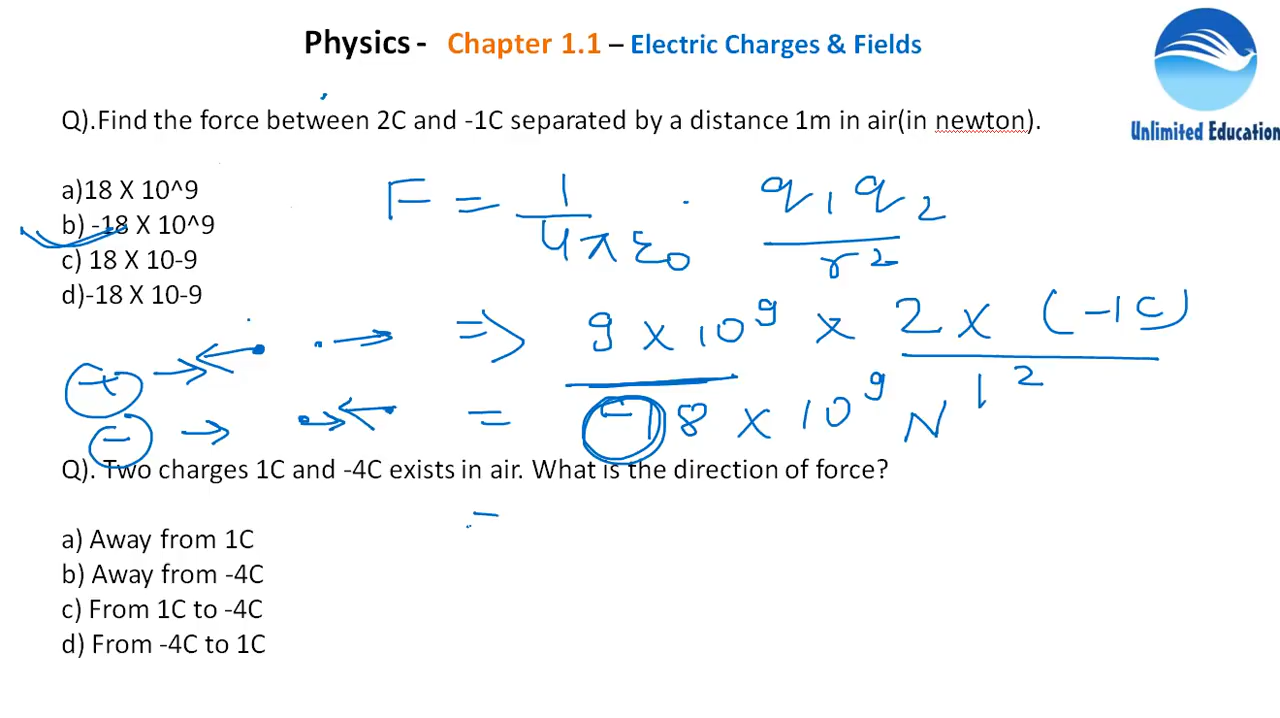 Physics - Chapter 1.1 – Electric Charges & Fields
Unlimited Education
Q).Find the force between 2C and -1C separated by a distance 1m in air(in newton).
a)18 X 10^9
b) -18 X 10^9
c) 18 X 10-9
d)-18 X 10-9
F = 1/4πε₀ q₁q₂/r²
=> 9 × 10⁹ × 2 × (-1C)/1²
+
= -18 × 10⁹ N
-
Q). Two charges 1C and -4C exists in air. What is the direction of force?
a) Away from 1C
b) Away from -4C
c) From 1C to -4C
d) From -4C to 1C